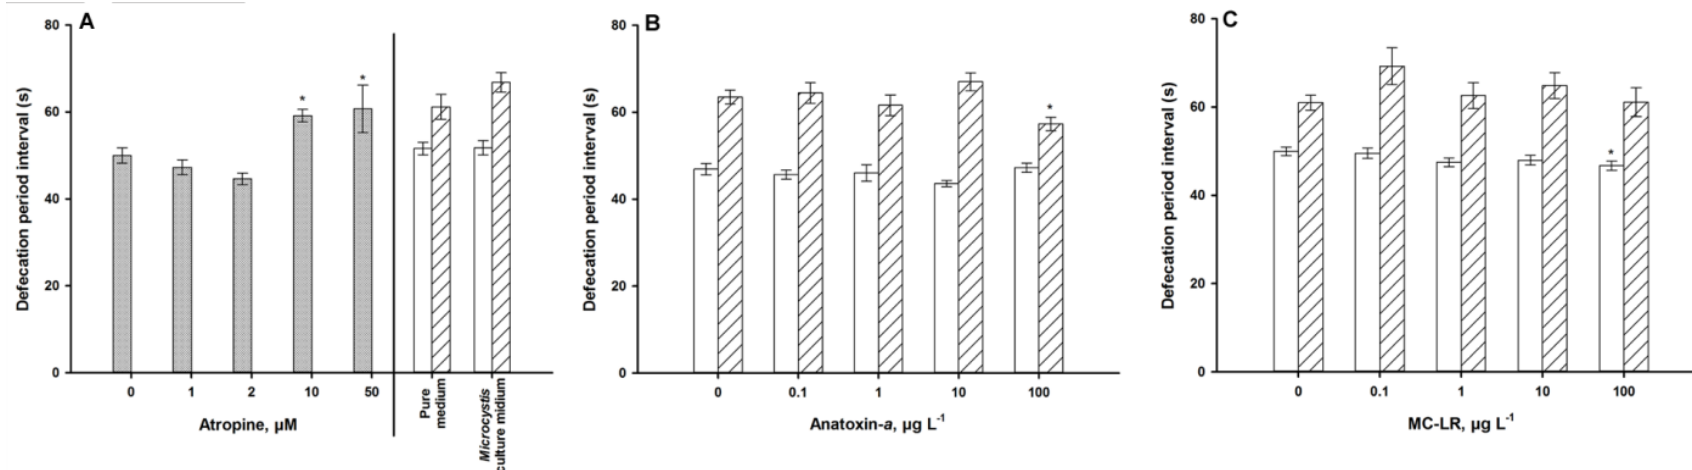 A
Defecation period interval (s)
80
60
40
20
0
*
*
0 1 2 10 50
Atropine, µM
Pure
medium
Microcystis
culture midium
B
Defecation period interval (s)
80
60
40
20
0
*
0 0.1 1 10 100
Anatoxin-a, µg L-1
C
Defecation period interval (s)
80
60
40
20
0
*
0 0.1 1 10 100
MC-LR, µg L-1